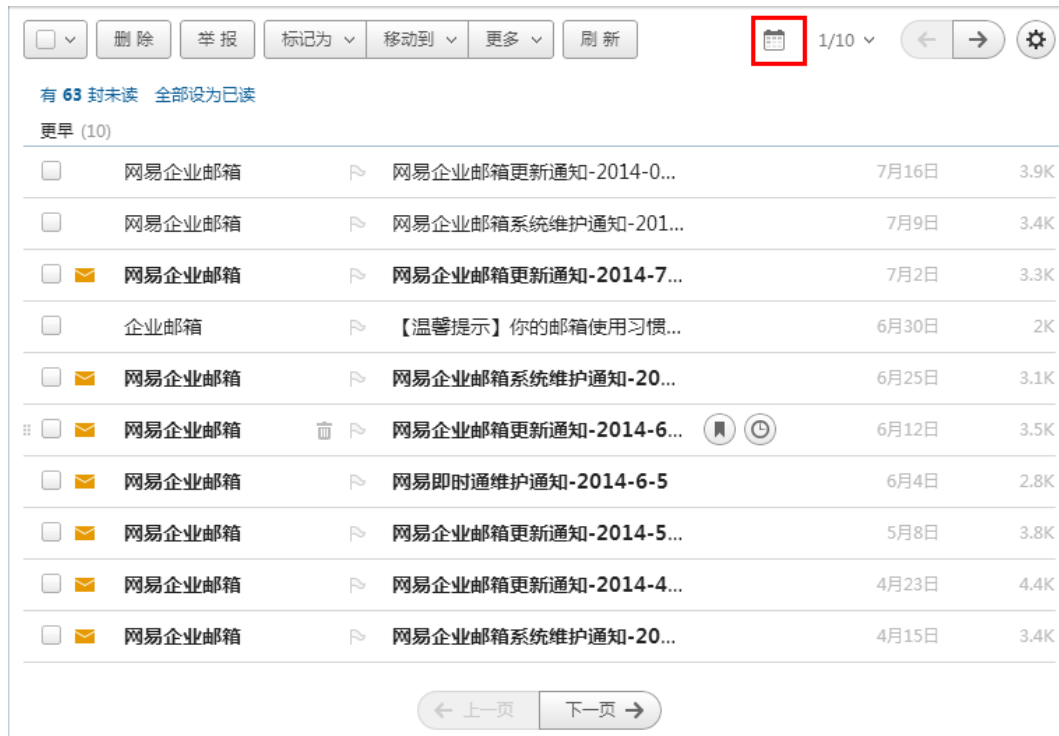 删 除 举 报 标记为 移动到 更多 刷 新 1/10
有 63 封未读 全部设为已读
更早 (10)
网易企业邮箱 网易企业邮箱更新通知-2014-0... 7月16日 3.9K
网易企业邮箱 网易企业邮箱系统维护通知-201... 7月9日 3.4K
网易企业邮箱 网易企业邮箱更新通知-2014-7... 7月2日 3.3K
企业邮箱 【温馨提示】你的邮箱使用习惯... 6月30日 2K
网易企业邮箱 网易企业邮箱系统维护通知-20... 6月25日 3.1K
网易企业邮箱 网易企业邮箱更新通知-2014-6... 6月12日 3.5K
网易企业邮箱 网易即时通维护通知-2014-6-5 6月4日 2.8K
网易企业邮箱 网易企业邮箱更新通知-2014-5... 5月8日 3.8K
网易企业邮箱 网易企业邮箱更新通知-2014-4... 4月23日 4.4K
网易企业邮箱 网易企业邮箱系统维护通知-20... 4月15日 3.4K
上一页 下一页